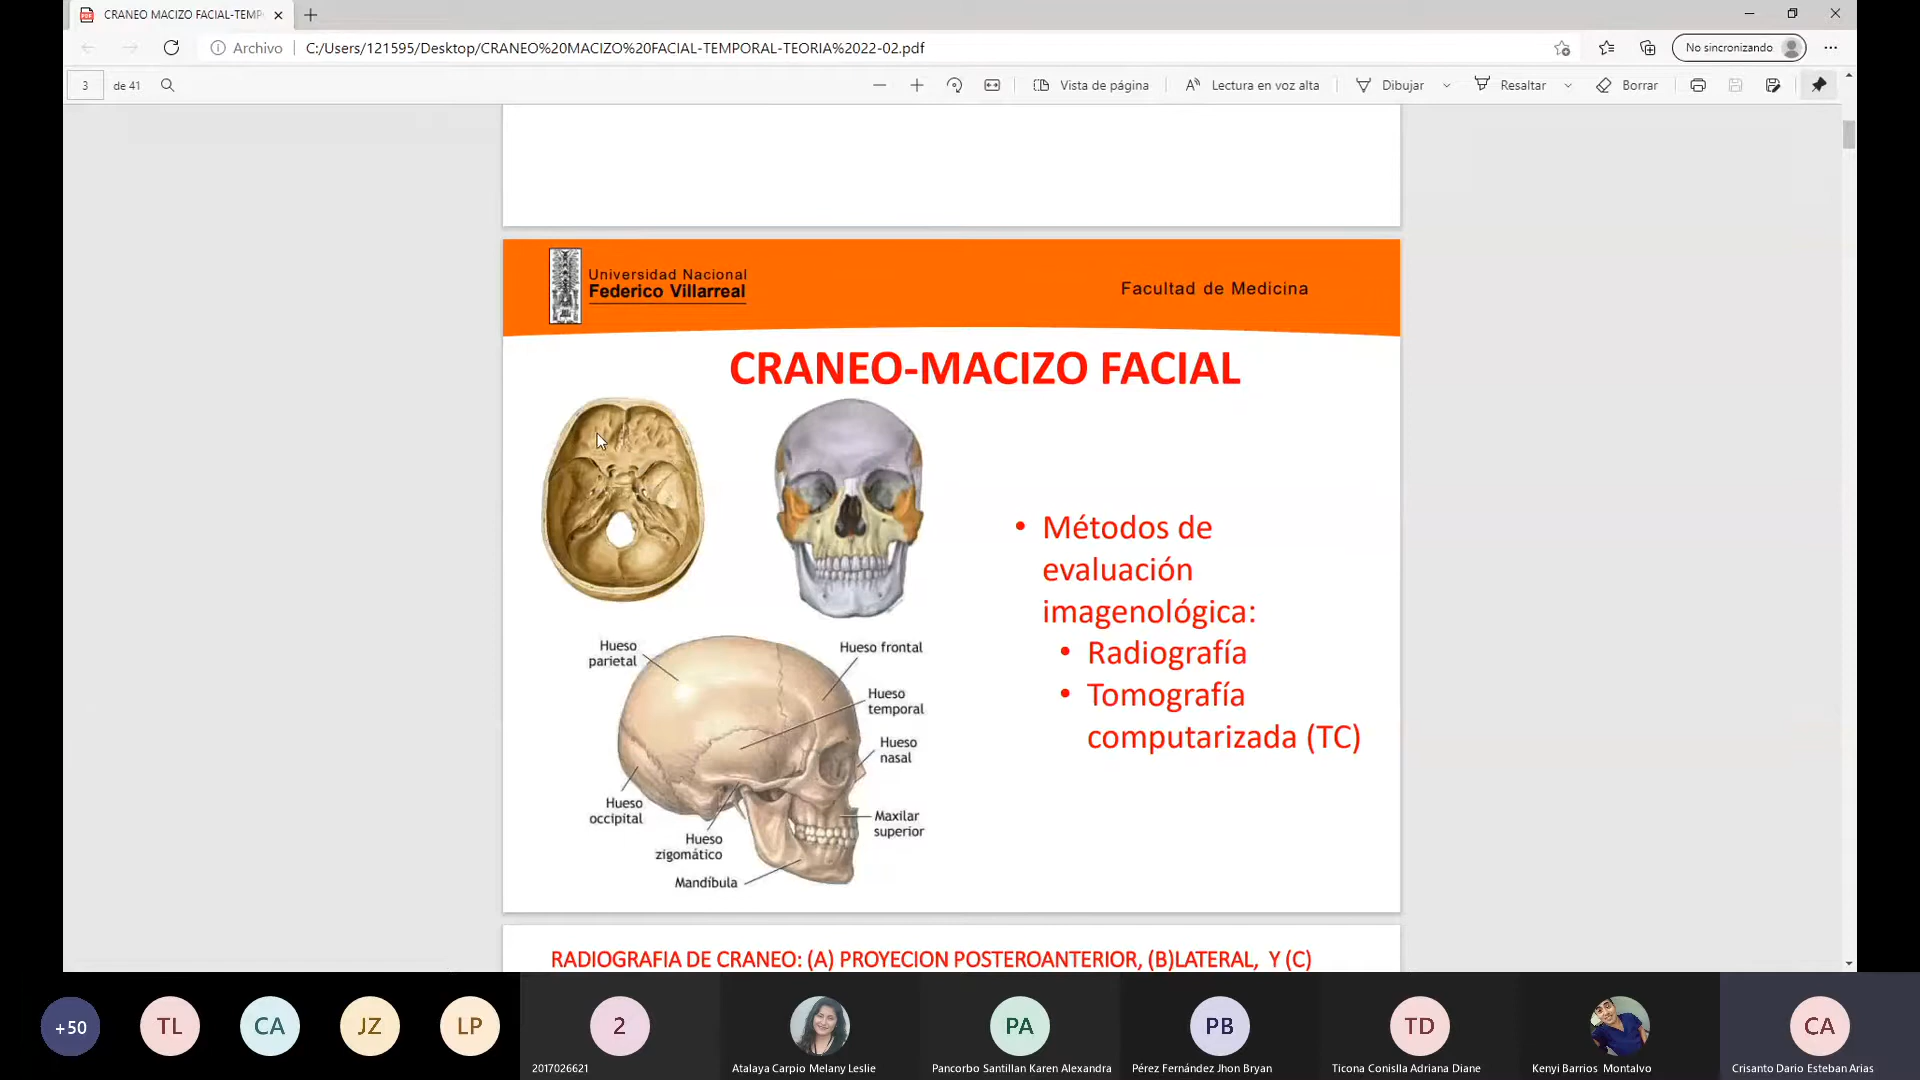 CRANEO MACIZO FACIAL-TEMP
Archivo
C:/Users/121595/Desktop/CRANEO%20MACIZO%20FACIAL-TEMPORAL-TEORIA%2022-02.pdf
No sincronizando
3 de 41
Vista de página
Lectura en voz alta
Dibujar
Resaltar
Borrar
Universidad Nacional
Federico Villarreal
Facultad de Medicina
CRANEO-MACIZO FACIAL
• Métodos de
evaluación
imagenológica:
• Radiografía
• Tomografía
computarizada (TC)
Hueso
parietal
Hueso frontal
Hueso
temporal
Hueso
nasal
Hueso
occipital
Maxilar
superior
Hueso
zigomático
Mandíbula
RADIOGRAFIA DE CRANEO: (A) PROYECION POSTEROANTERIOR, (B)LATERAL, Y (C)
+50
TL
CA
JZ
LP
2
PA
PB
TD
CA
2017026621
Atalaya Carpio Melany Leslie
Pancorbo Santillan Karen Alexandra
Pérez Fernández Jhon Bryan
Ticona Conislla Adriana Diane
Kenyi Barrios Montalvo
Crisanto Dario Esteban Arias